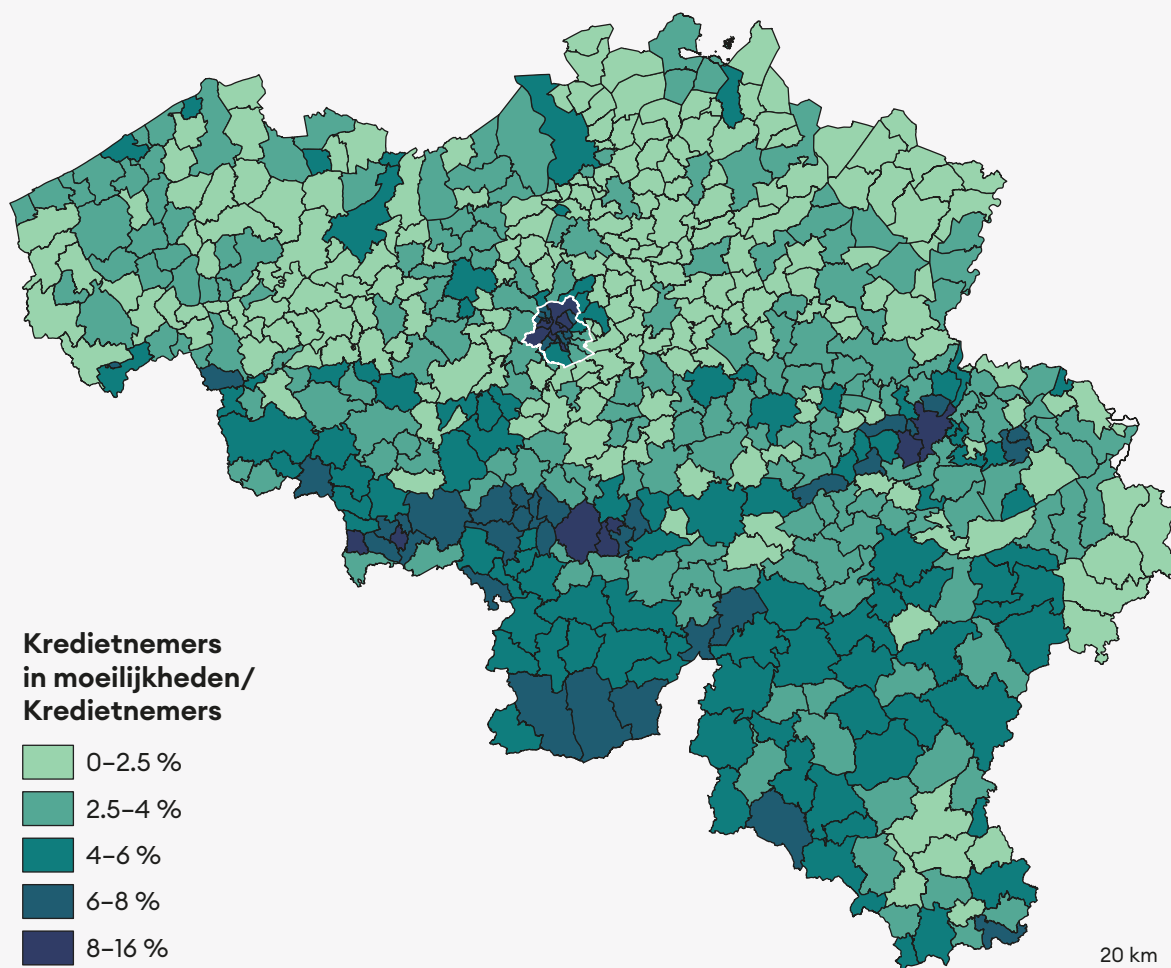 Kredietnemers
in moeilijkheden/
Kredietnemers
0–2.5 %
2.5–4 %
4–6 %
6–8 %
8–16 %
20 km